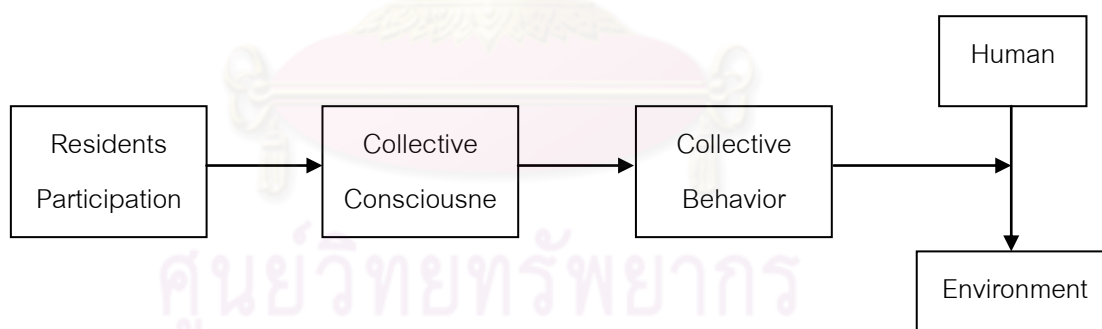 Human
Residents
Participation
Collective
Consciousne
Collective
Behavior
Environment
ศูนย์วิทยทรัพยากร